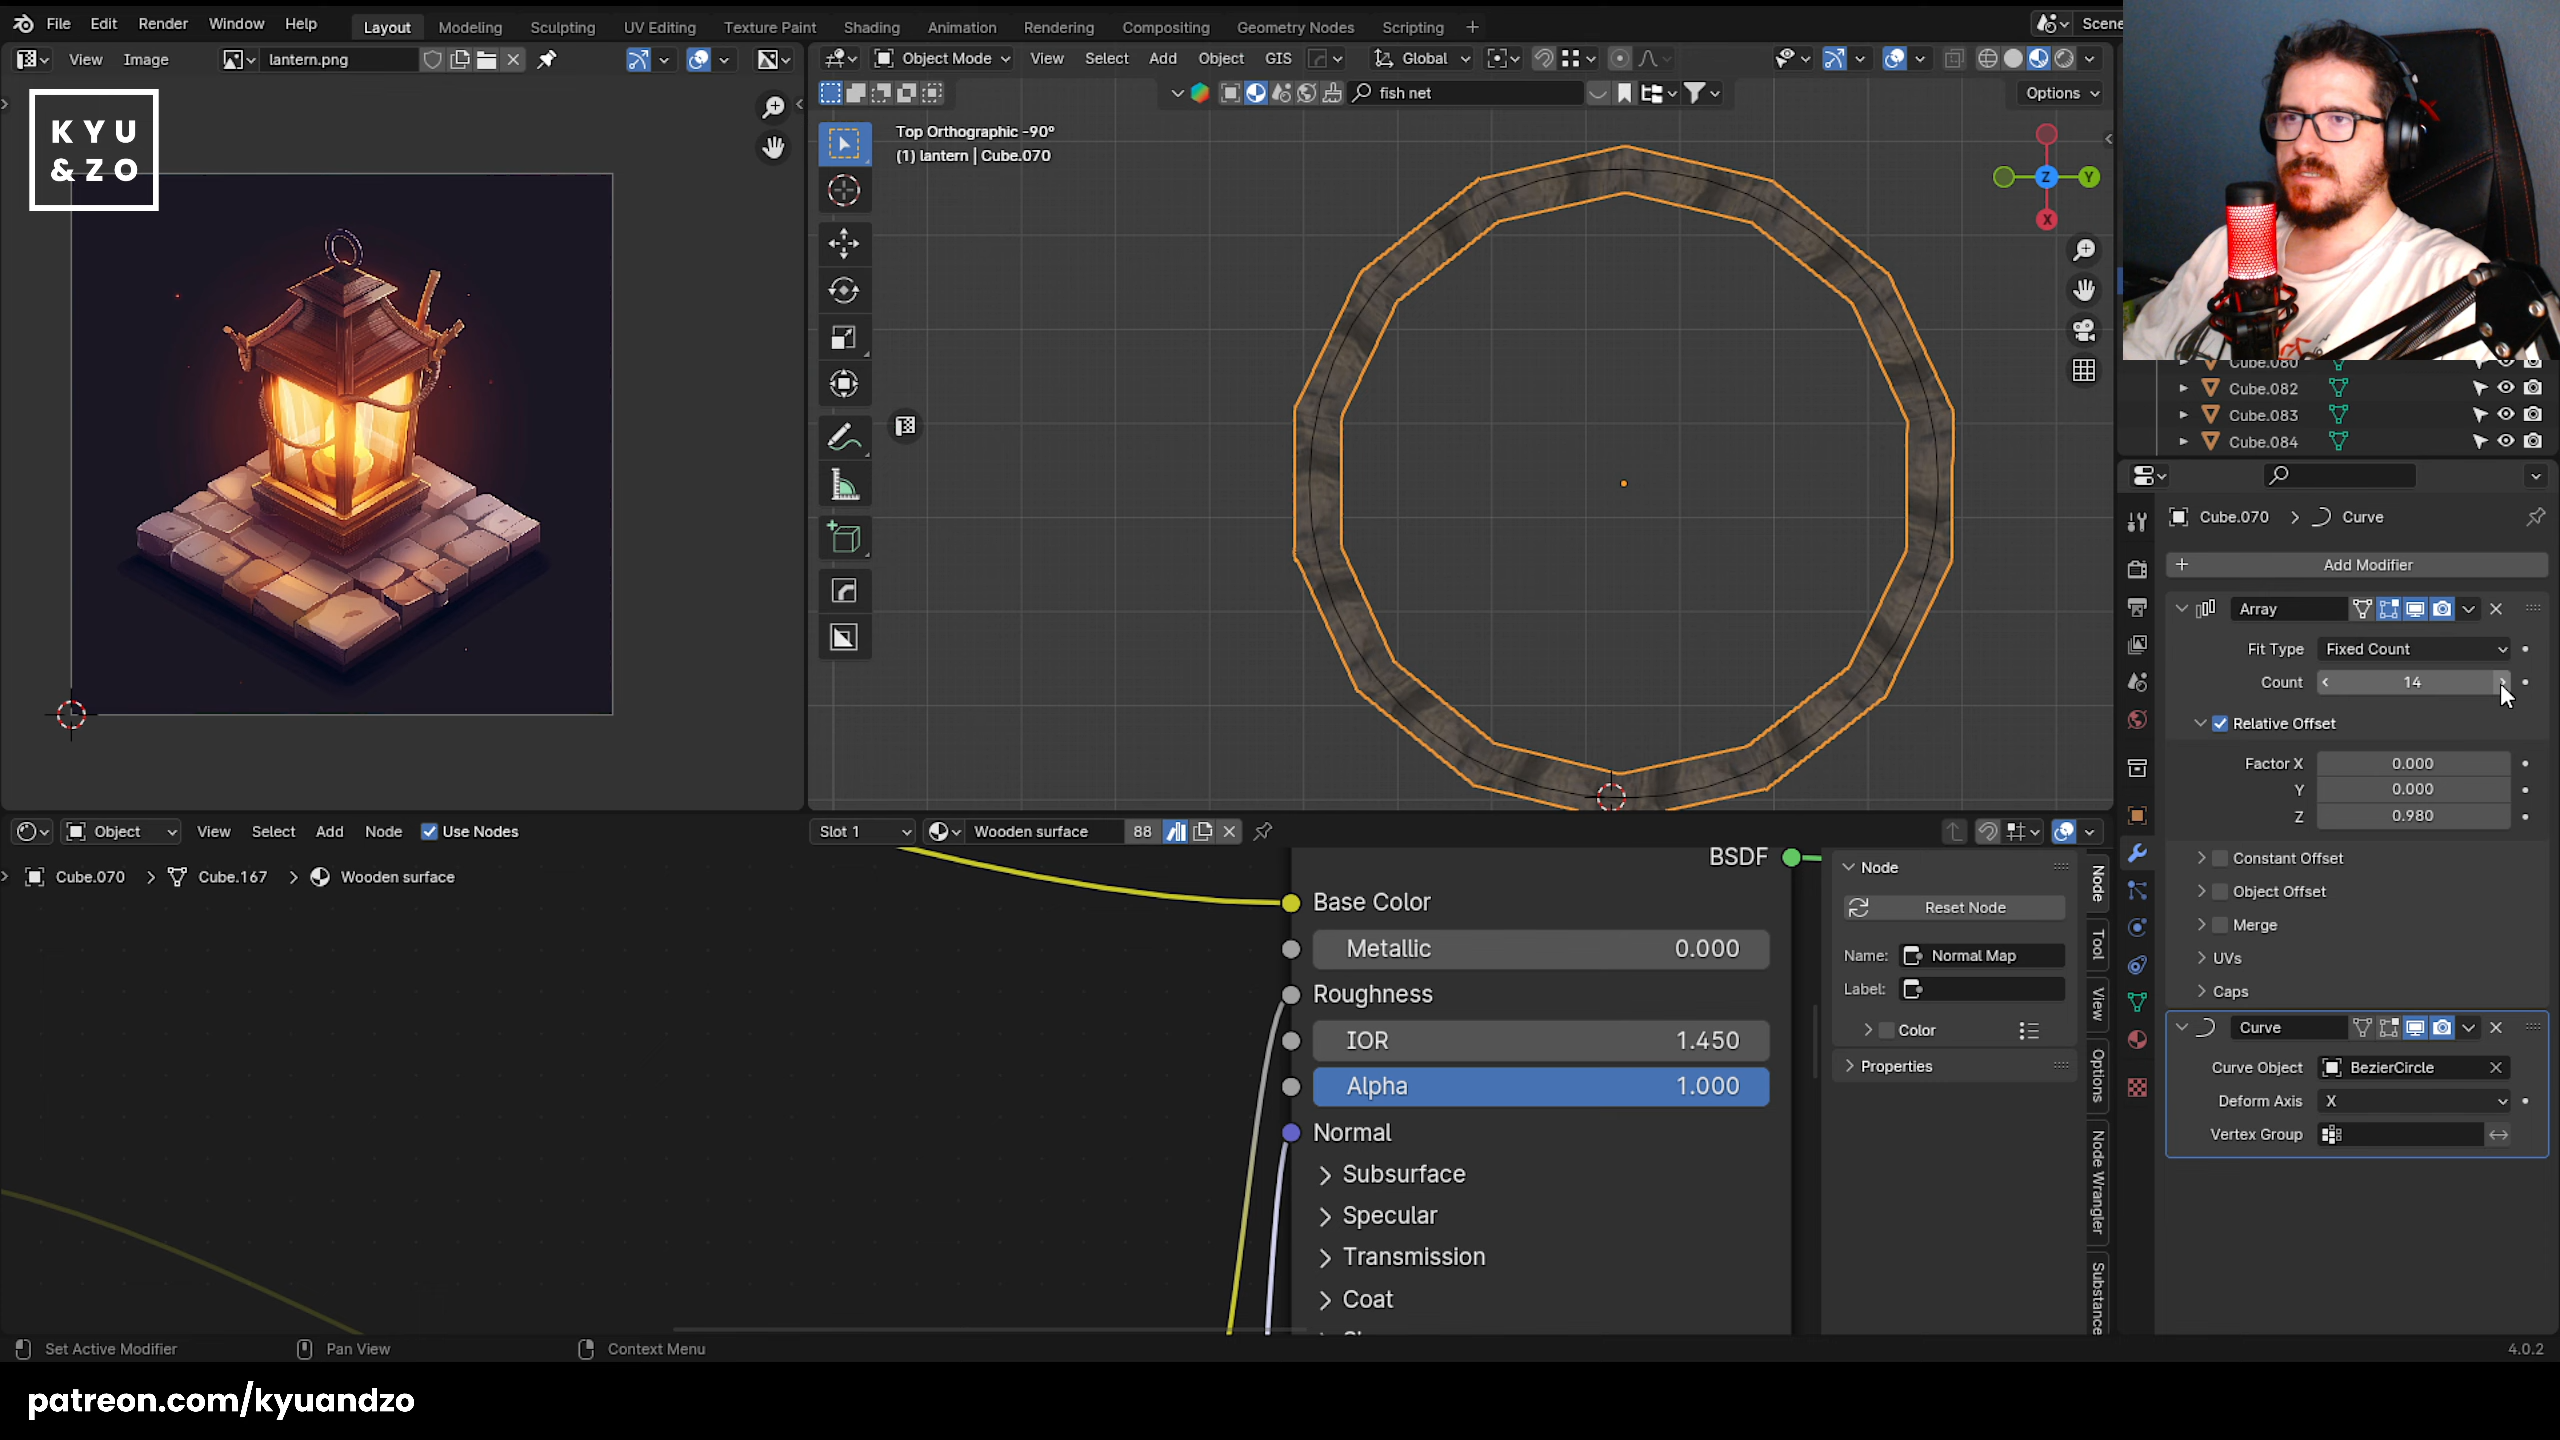 File Edit Render Window Help Layout Modeling Sculpting UV Editing Texture Paint Shading Animation Rendering Compositing Geometry Nodes Scripting + Scene
View Image lantern.png Object Mode View Select Add Object GIS Global
fish net Options
KYU
&ZO
Top Orthographic -90°
(1) lantern | Cube.070
Z Y
X
Cube.082
Cube.083
Cube.084
Cube.070 > Curve
+ Add Modifier
Array
Fit Type Fixed Count
Count 14
Relative Offset
Factor X 0.000
Y 0.000
Z 0.980
Constant Offset
Object Offset
Merge
UVs
Caps
Curve
Curve Object BezierCircle
Deform Axis X
Vertex Group
Object View Select Add Node Use Nodes Slot 1 Wooden surface 88
Cube.070 > Cube.167 > Wooden surface
BSDF
Base Color
Metallic 0.000
Roughness
IOR 1.450
Alpha 1.000
Normal
Subsurface
Specular
Transmission
Coat
Node
Reset Node
Name: Normal Map
Label:
Color
Properties
Node
Tool
View
Options
Node Wrangler
Substance
Set Active Modifier Pan View Context Menu 4.0.2
patreon.com/kyuandzo